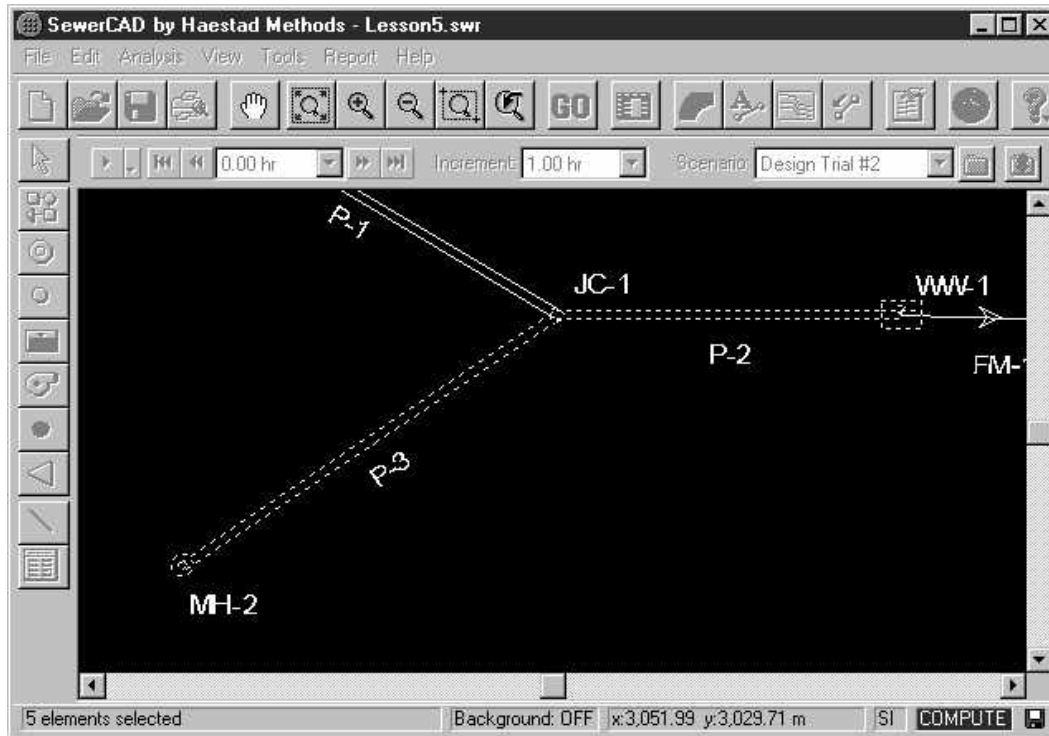 SewerCAD by Haestad Methods - Lesson5.swr
File Edit Analysis View Tools Report Help
GO
0.00 hr Increment: 1.00 hr Scenario: Design Trial #2
P-1
JC-1
WW-1
P-2
FM-1
P-3
MH-2
5 elements selected Background: OFF x:3,051.99 y:3,029.71 m SI COMPUTE